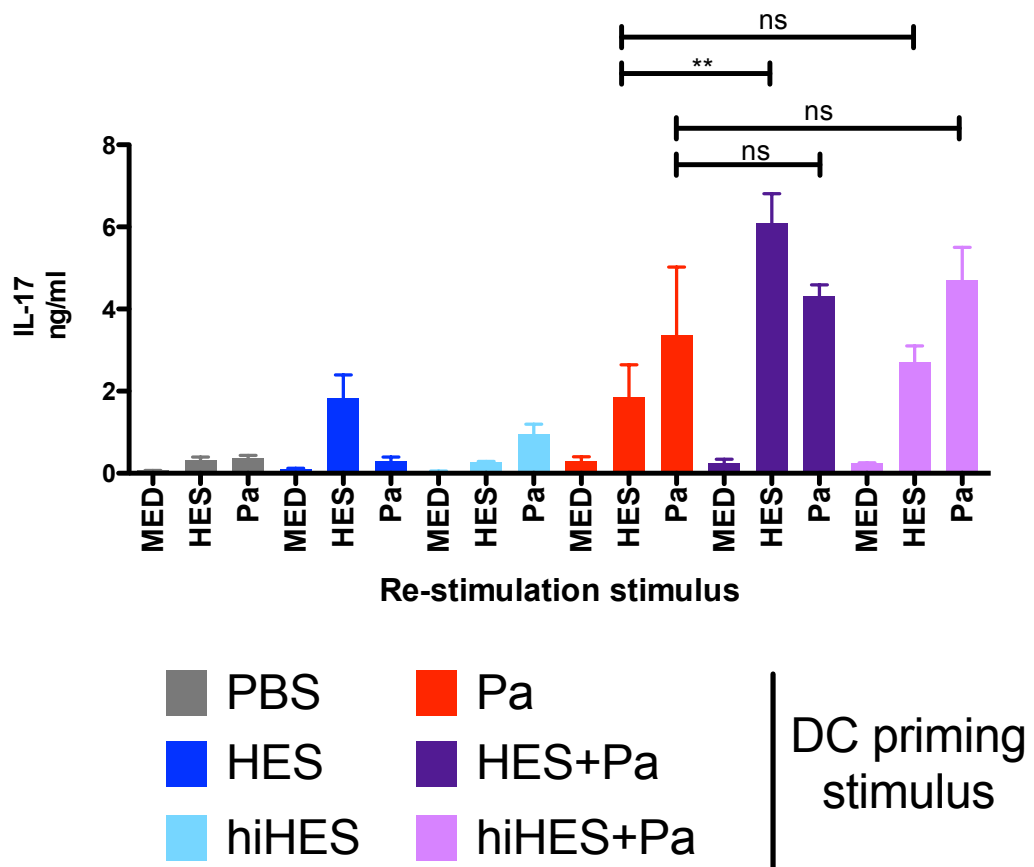 ns
**
ns
ns
8
6
4
2
0
IL-17
ng/ml
MED HES Pa MED HES Pa MED HES Pa MED HES Pa MED HES Pa MED HES Pa
Re-stimulation stimulus
PBS Pa
HES HES+Pa
hiHES hiHES+Pa
DC priming
stimulus